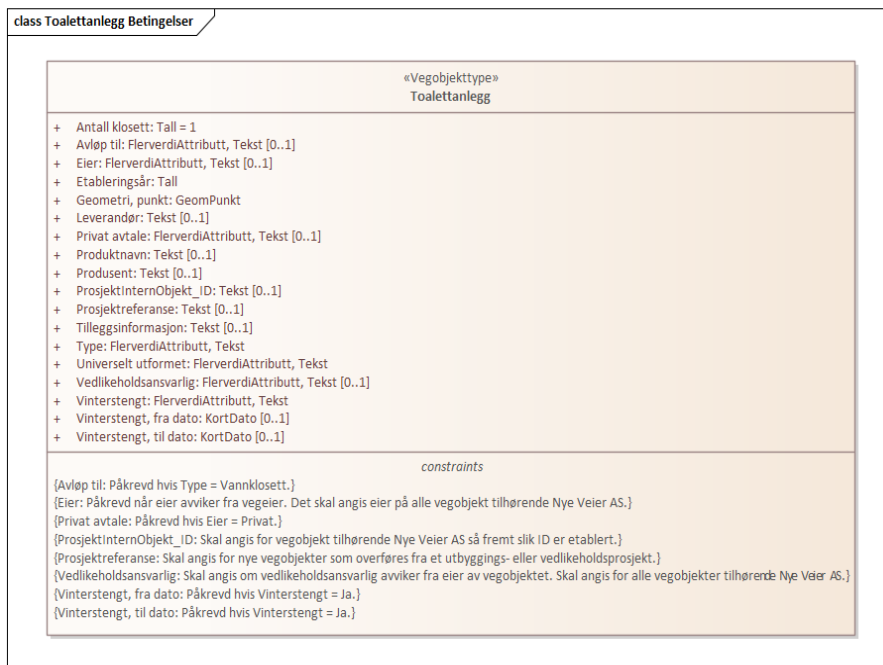 class Toalettanlegg Betingelser
«Vegobjekttype»
Toalettanlegg
+ Antall klosett: Tall = 1
+ Avløp til: FlerverdiAttributt, Tekst [0..1]
+ Eier: FlerverdiAttributt, Tekst [0..1]
+ Etableringsår: Tall
+ Geometri, punkt: GeomPunkt
+ Leverandør: Tekst [0..1]
+ Privat avtale: FlerverdiAttributt, Tekst [0..1]
+ Produktnavn: Tekst [0..1]
+ Produsent: Tekst [0..1]
+ ProsjektInternObjekt_ID: Tekst [0..1]
+ Prosjektreferanse: Tekst [0..1]
+ Tilleggsinformasjon: Tekst [0..1]
+ Type: FlerverdiAttributt, Tekst
+ Universelt utformet: FlerverdiAttributt, Tekst
+ Vedlikeholdsansvarlig: FlerverdiAttributt, Tekst [0..1]
+ Vinterstengt: FlerverdiAttributt, Tekst
+ Vinterstengt, fra dato: KortDato [0..1]
+ Vinterstengt, til dato: KortDato [0..1]
constraints
{Avløp til: Påkrevd hvis Type = Vannklosett.}
{Eier: Påkrevd når eier avviker fra vegeier. Det skal angis eier på alle vegobjekt tilhørende Nye Veier AS.}
{Privat avtale: Påkrevd hvis Eier = Privat.}
{ProsjektInternObjekt_ID: Skal angis for vegobjekt tilhørende Nye Veier AS så fremt slik ID er etablert.}
{Prosjektreferanse: Skal angis for nye vegobjekter som overføres fra et utbyggings- eller vedlikeholdsprosjekt.}
{Vedlikeholdsansvarlig: Skal angis om vedlikeholdsansvarlig avviker fra eier av vegobjektet. Skal angis for alle vegobjekter tilhørende Nye Veier AS.}
{Vinterstengt, fra dato: Påkrevd hvis Vinterstengt = Ja.}
{Vinterstengt, til dato: Påkrevd hvis Vinterstengt = Ja.}